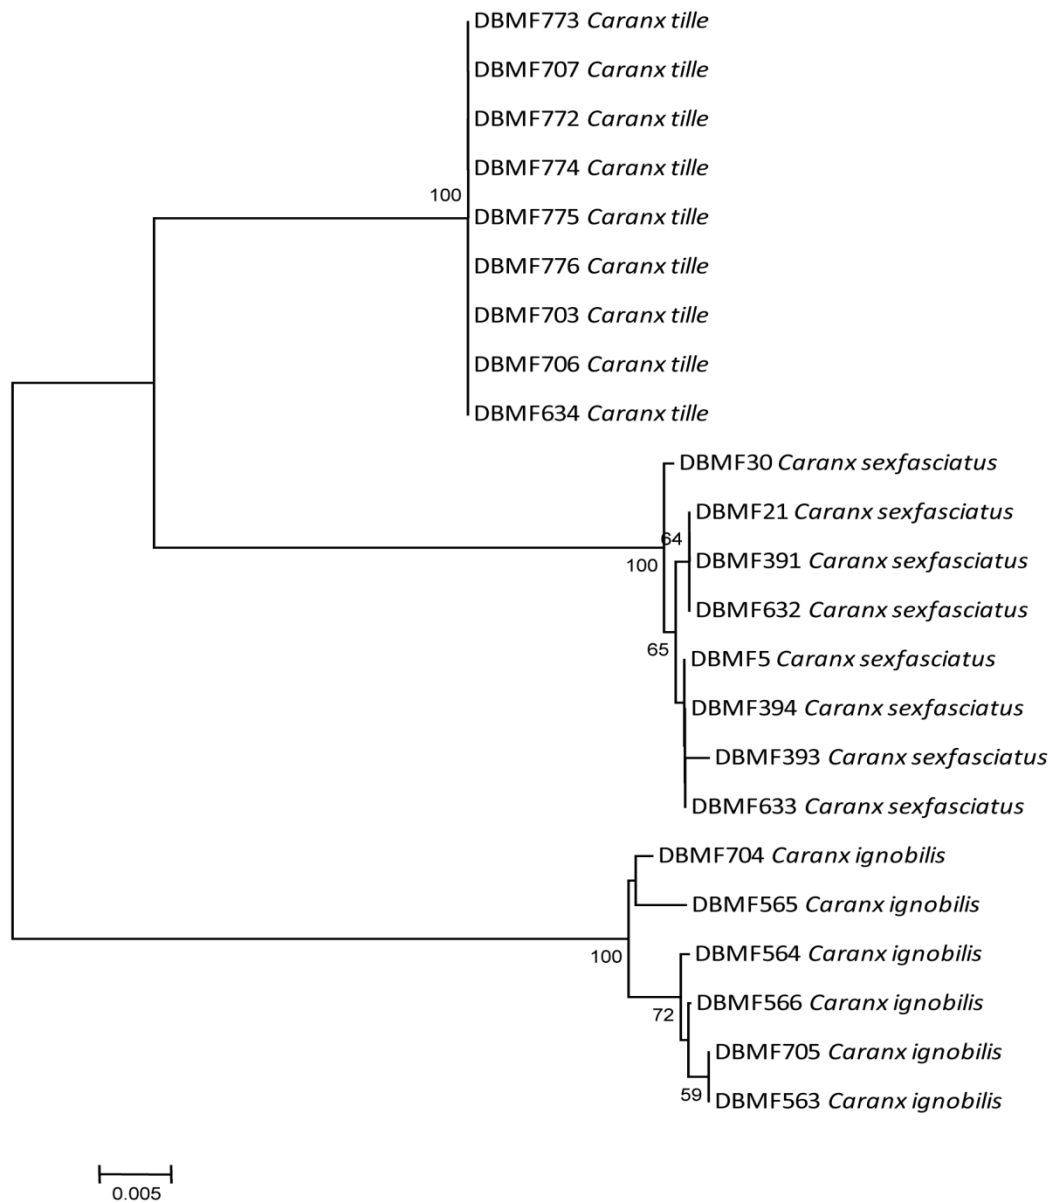 DBMF773 Caranx tille
DBMF707 Caranx tille
DBMF772 Caranx tille
DBMF774 Caranx tille
100
DBMF775 Caranx tille
DBMF776 Caranx tille
DBMF703 Caranx tille
DBMF706 Caranx tille
DBMF634 Caranx tille
DBMF30 Caranx sexfasciatus
DBMF21 Caranx sexfasciatus
64
100
DBMF391 Caranx sexfasciatus
DBMF632 Caranx sexfasciatus
65
DBMF5 Caranx sexfasciatus
DBMF394 Caranx sexfasciatus
DBMF393 Caranx sexfasciatus
DBMF633 Caranx sexfasciatus
DBMF704 Caranx ignobilis
DBMF565 Caranx ignobilis
100
DBMF564 Caranx ignobilis
DBMF566 Caranx ignobilis
72
DBMF705 Caranx ignobilis
59
DBMF563 Caranx ignobilis
0.005